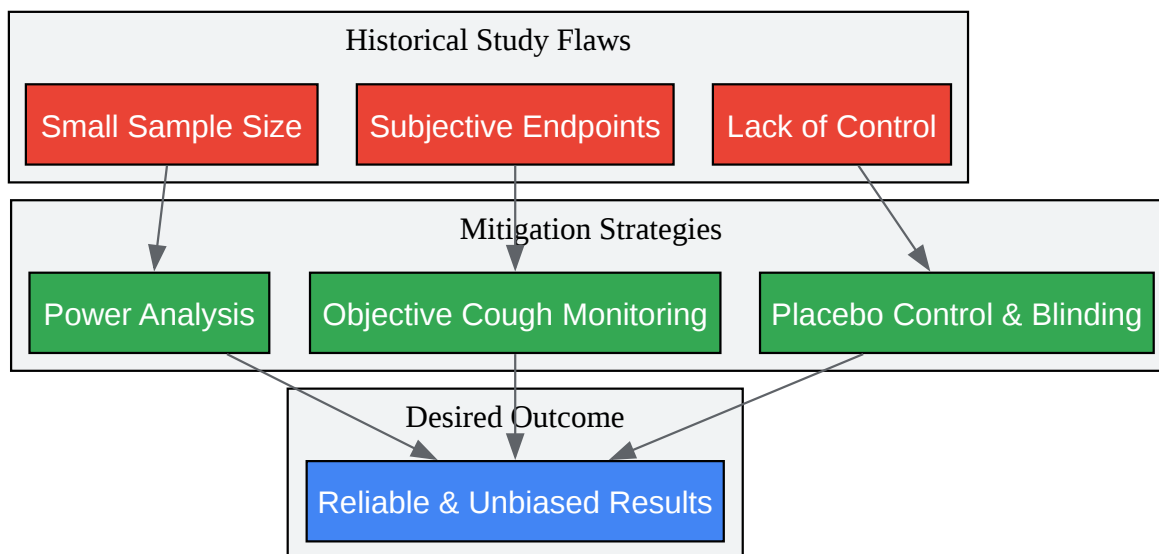 Historical Study Flaws
Small Sample Size
Subjective Endpoints
Lack of Control
Mitigation Strategies
Power Analysis
Objective Cough Monitoring
Placebo Control & Blinding
Desired Outcome
Reliable & Unbiased Results